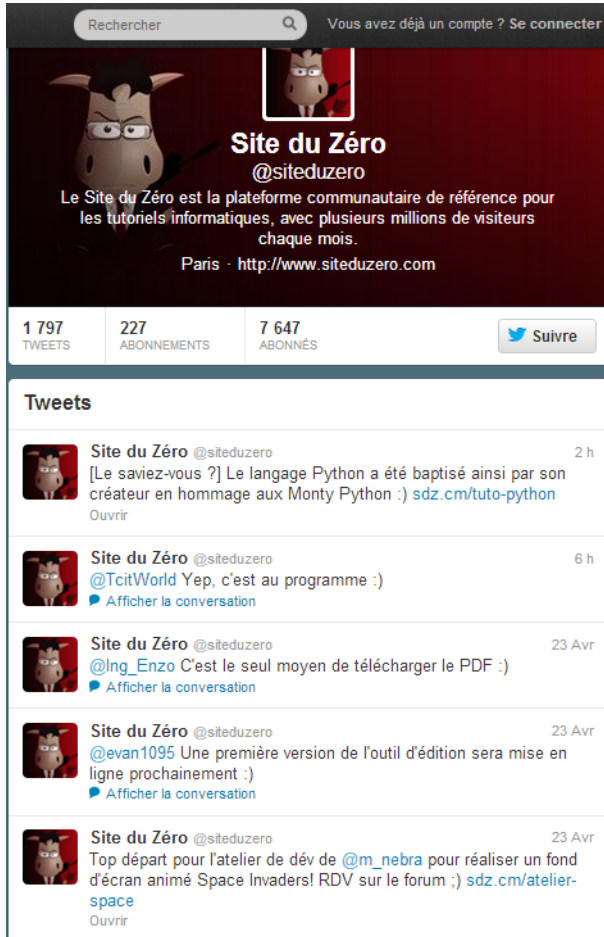 Rechercher
Vous avez déjà un compte ? Se connecter
Site du Zéro
@siteduzero
Le Site du Zéro est la plateforme communautaire de référence pour
les tutoriels informatiques, avec plusieurs millions de visiteurs
chaque mois.
Paris · http://www.siteduzero.com
1 797
TWEETS
227
ABONNEMENTS
7 647
ABONNÉS
Suivre
Tweets
Site du Zéro @siteduzero 2 h
[Le saviez-vous ?] Le langage Python a été baptisé ainsi par son
créateur en hommage aux Monty Python :) sdz.cm/tuto-python
Ouvrir
Site du Zéro @siteduzero 6 h
@TcitWorld Yep, c'est au programme :)
Afficher la conversation
Site du Zéro @siteduzero 23 Avr
@Ing_Enzo C'est le seul moyen de télécharger le PDF :)
Afficher la conversation
Site du Zéro @siteduzero 23 Avr
@evan1095 Une première version de l'outil d'édition sera mise en
ligne prochainement :)
Afficher la conversation
Site du Zéro @siteduzero 23 Avr
Top départ pour l'atelier de dév de @m_nebra pour réaliser un fond
d'écran animé Space Invaders! RDV sur le forum ;) sdz.cm/atelier-
space
Ouvrir